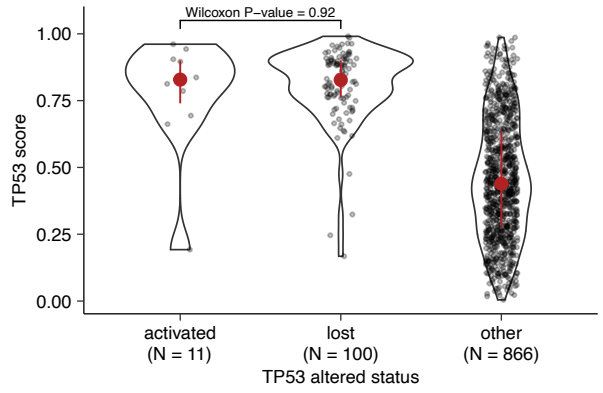 Wilcoxon P−value = 0.92
1.00
0.75
0.50
0.25
0.00
TP53 score
activated
(N = 11)
lost
(N = 100)
other
(N = 866)
TP53 altered status